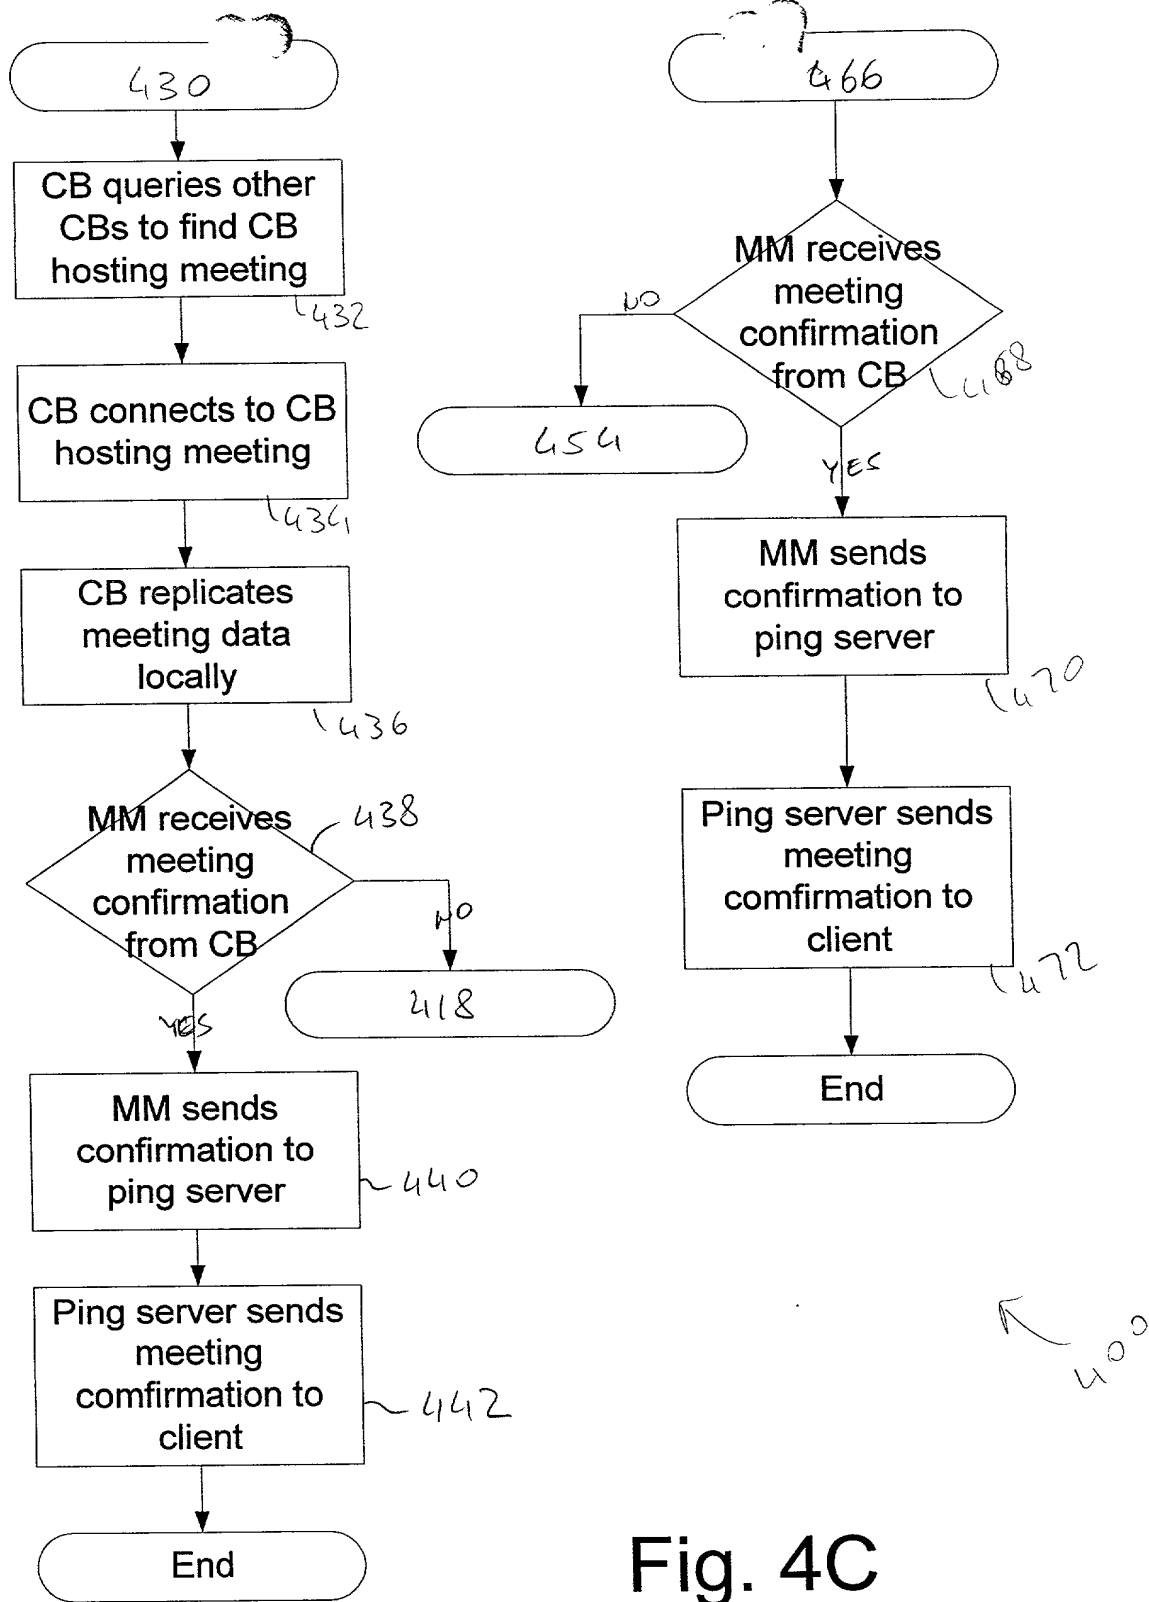 430
CB queries other
CBs to find CB
hosting meeting
432
CB connects to CB
hosting meeting
434
CB replicates
meeting data
locally
436
MM receives
meeting
confirmation
from CB
438
NO
418
YES
MM sends
confirmation to
ping server
440
Ping server sends
meeting
comfirmation to
client
442
End
466
MM receives
meeting
confirmation
from CB
468
NO
454
YES
MM sends
confirmation to
ping server
470
Ping server sends
meeting
comfirmation to
client
472
End
400
Fig. 4C